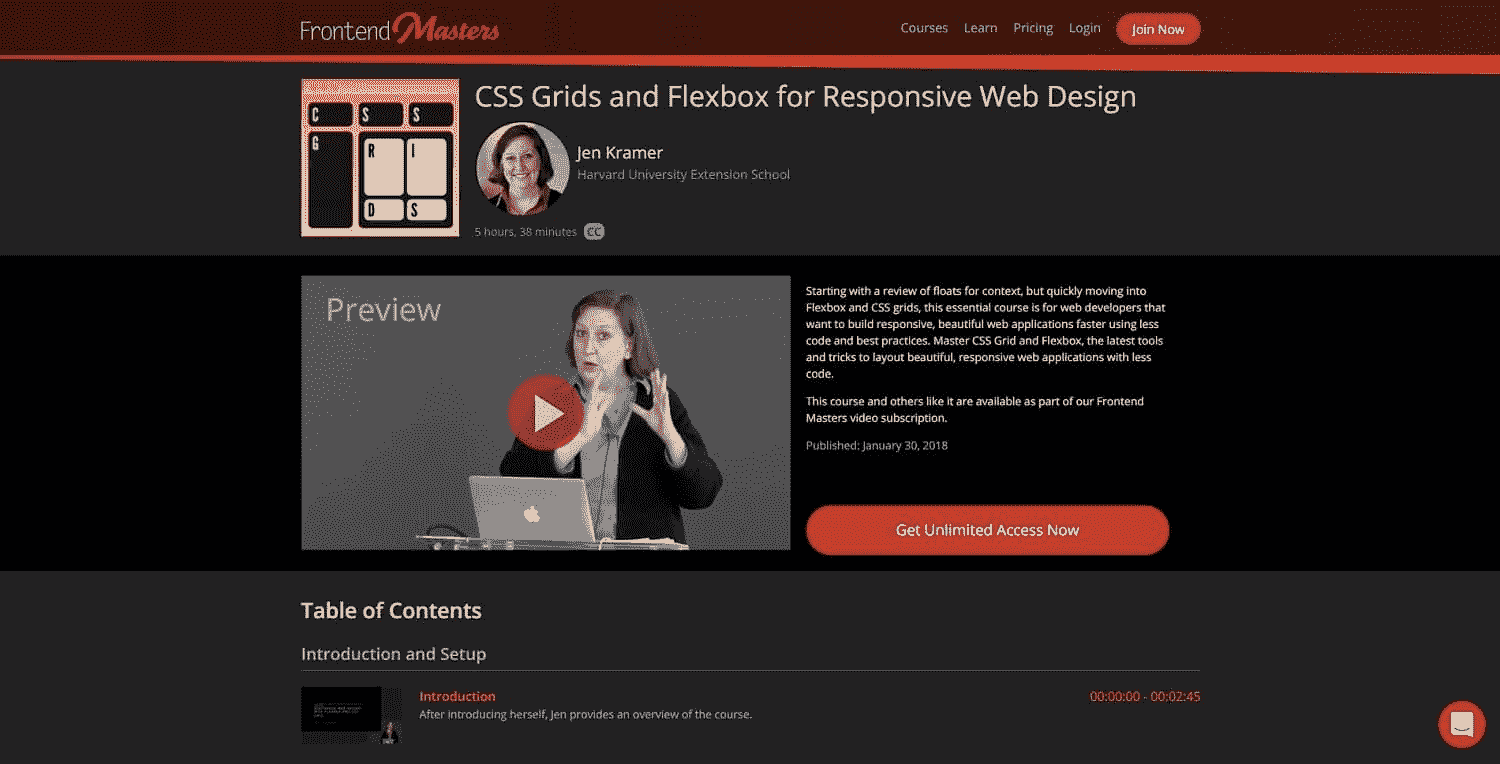 Frontend Masters
Courses Learn Pricing Login Join Now
C S S
G R I
D S
CSS Grids and Flexbox for Responsive Web Design
Jen Kramer
Harvard University Extension School
5 hours, 38 minutes CC
Preview
Starting with a review of floats for context, but quickly moving into
Flexbox and CSS grids, this essential course is for web developers that
want to build responsive, beautiful web applications faster using less
code and best practices. Master CSS Grid and Flexbox, the latest tools
and tricks to layout beautiful, responsive web applications with less
code.
This course and others like it are available as part of our Frontend
Masters video subscription.
Published: January 30, 2018
Get Unlimited Access Now
Table of Contents
Introduction and Setup
Introduction
00:00:00 - 00:02:45
After introducing herself, Jen provides an overview of the course.